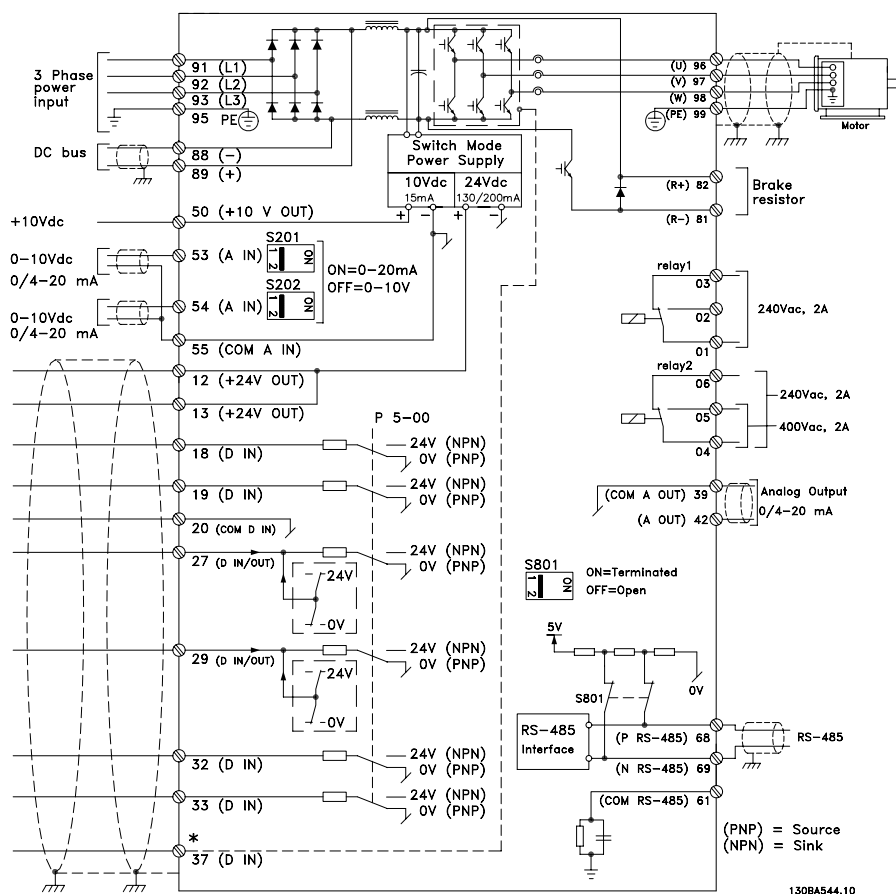 3 Phase
power
input
91 (L1)
92 (L2)
93 (L3)
95 PE
DC bus
88 (-)
89 (+)
Switch Mode
Power Supply
10Vdc
15mA
24Vdc
130/200mA
+ - + -
+10Vdc
50 (+10 V OUT)
0-10Vdc
0/4-20 mA
53 (A IN)
S201
1 2
ON
ON=0-20mA
OFF=0-10V
0-10Vdc
0/4-20 mA
54 (A IN)
S202
1 2
ON
55 (COM A IN)
12 (+24V OUT)
13 (+24V OUT)
P 5-00
18 (D IN)
24V (NPN)
0V (PNP)
19 (D IN)
24V (NPN)
0V (PNP)
20 (COM D IN)
27 (D IN/OUT)
24V (NPN)
0V (PNP)
24V
0V
29 (D IN/OUT)
24V (NPN)
0V (PNP)
24V
0V
32 (D IN)
24V (NPN)
0V (PNP)
33 (D IN)
24V (NPN)
0V (PNP)
*
37 (D IN)
(U) 96
(V) 97
(W) 98
(PE) 99
Motor
(R+) 82
(R-) 81
Brake
resistor
relay1
03
02
01
240Vac, 2A
relay2
06
05
04
240Vac, 2A
400Vac, 2A
(COM A OUT) 39
(A OUT) 42
Analog Output
0/4-20 mA
S801
1 2
ON
ON=Terminated
OFF=Open
5V
S801
0V
RS-485
Interface
(P RS-485) 68
(N RS-485) 69
RS-485
(COM RS-485) 61
(PNP) = Source
(NPN) = Sink
130BA544.10